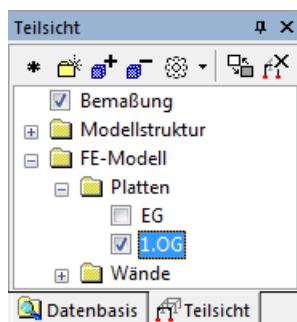 Teilsicht
Bemaßung
Modellstruktur
FE-Modell
Platten
EG
1.OG
Wände
Datenbasis Teilsicht